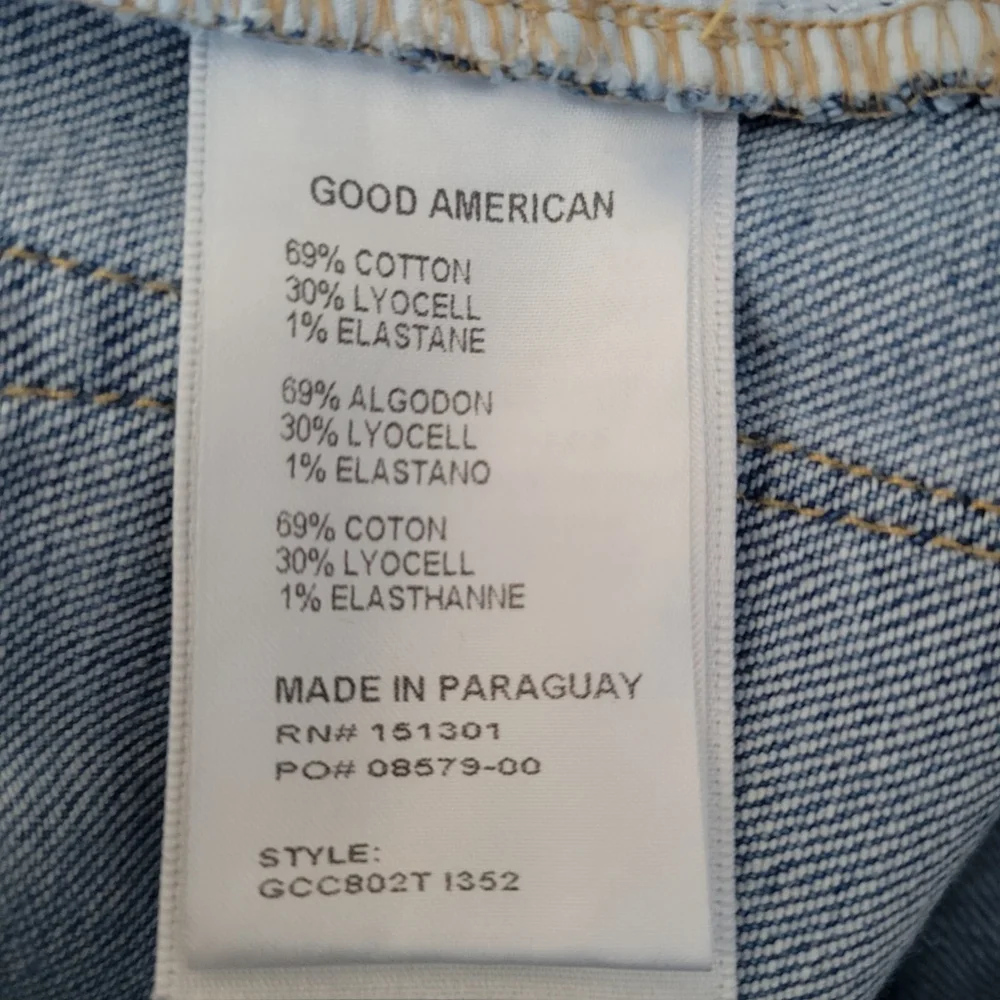 GOOD AMERICAN
69% COTTON
30% LYOCELL
1% ELASTANE
69% ALGODON
30% LYOCELL
1% ELASTANO
69% COTON
30% LYOCELL
1% ELASTHANNE
MADE IN PARAGUAY
RN# 151301
PO# 08579-00
STYLE:
GCC802T I352